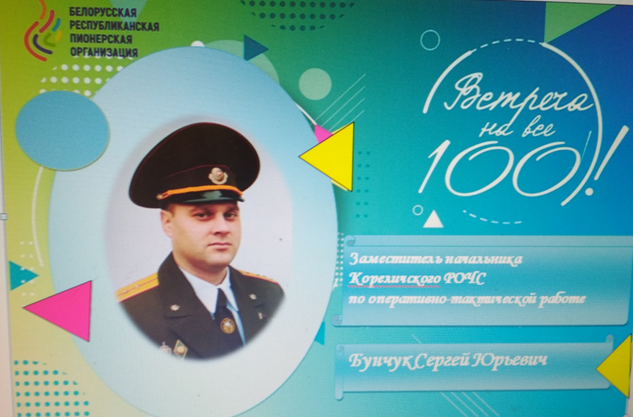 БЕЛОРУССКАЯ
РЕСПУБЛИКАНСКАЯ
ПИОНЕРСКАЯ
ОРГАНИЗАЦИЯ
Встреча
на все
100!
Заместитель начальника
Кореличского РОЧС
по оперативно-тактической работе
Бунчук Сергей Юрьевич